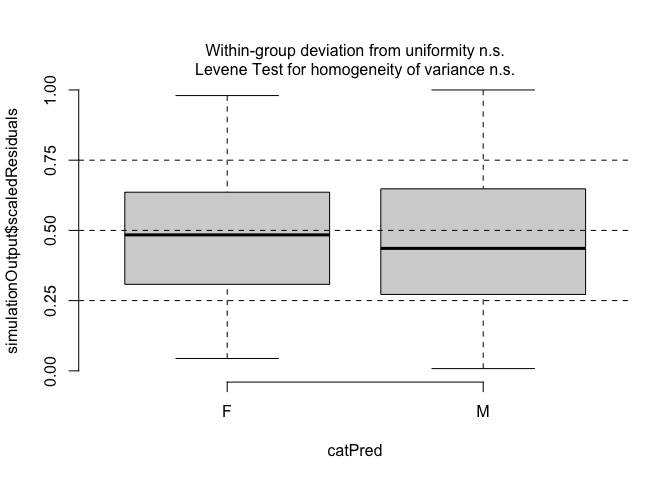 Within-group deviation from uniformity n.s.
Levene Test for homogeneity of variance n.s.
simulationOutput$scaledResiduals
1.00
0.75
0.50
0.25
0.00
F
M
catPred